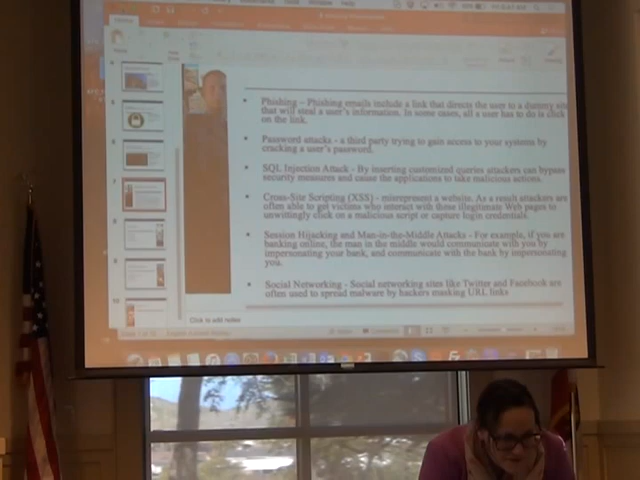 Phishing – Phishing emails include a link that directs the user to a dummy site
that will steal a user's information. In some cases, all a user has to do is click
on the link.
Password attacks - a third party trying to gain access to your systems by
cracking a user's password.
SQL Injection Attack - By inserting customized queries attackers can bypass
security measures and cause the applications to take malicious actions.
Cross-Site Scripting (XSS) - misrepresent a website. As a result attackers are
often able to get victims who interact with those illegitimate Web pages to
unwittingly click on a malicious script or capture login credentials.
Session Hijacking and Man-in-the-Middle Attacks - For example, if you are
banking online, the man in the middle would communicate with you by
impersonating your bank, and communicate with the bank by impersonating
you.
Social Networking - Social networking sites like Twitter and Facebook are
often used to spread malware by hackers masking URL links
Click to add notes